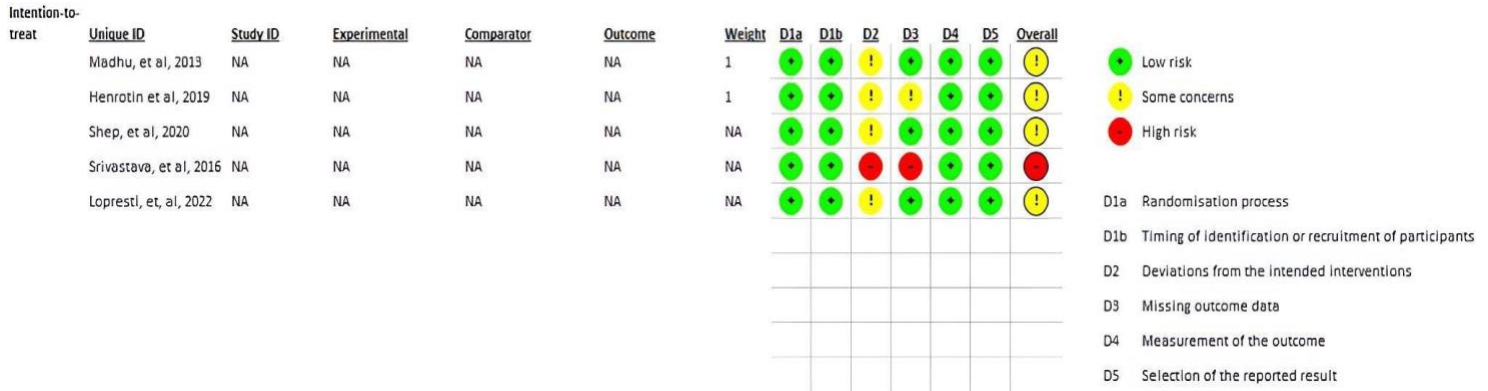 Intention-to-
treat Unique ID Study ID Experimental Comparator Outcome Weight D1a D1b D2 D3 D4 D5 Overall
Madhu, et al, 2013 NA NA NA NA 1 + + ! + + + !
Henrotin et al, 2019 NA NA NA NA 1 + + ! ! + + !
Shep, et al, 2020 NA NA NA NA NA + + ! + + + !
Srivastava, et al, 2016 NA NA NA NA NA + + - - + + -
Lopresti, et, al, 2022 NA NA NA NA NA + + ! + + + !
+ Low risk
! Some concerns
- High risk
D1a Randomisation process
D1b Timing of identification or recruitment of participants
D2 Deviations from the intended interventions
D3 Missing outcome data
D4 Measurement of the outcome
D5 Selection of the reported result